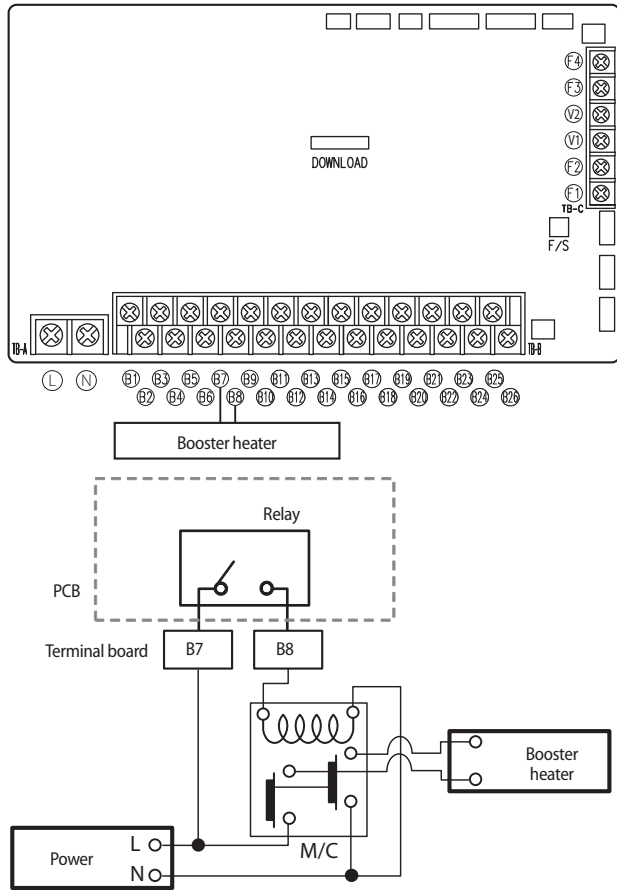 F4
F3
V2
V1
F2
F1
TB-C
DOWNLOAD
F/S
TB-A
TB-B
L N B1 B3 B5 B7 B9 B11 B13 B15 B17 B19 B21 B23 B25
B2 B4 B6 B8 B10 B12 B14 B16 B18 B20 B22 B24 B26
Booster heater
Relay
PCB
Terminal board B7 B8
Booster
heater
M/C
Power
L
N